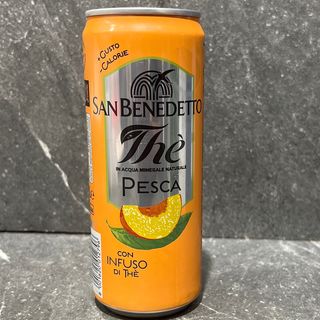 +GUSTO
-CALORIE
SAN BENEDETTO
Thè
IN ACQUA MINERALE NATURALE
PESCA
CON
INFUSO
DI THÈ